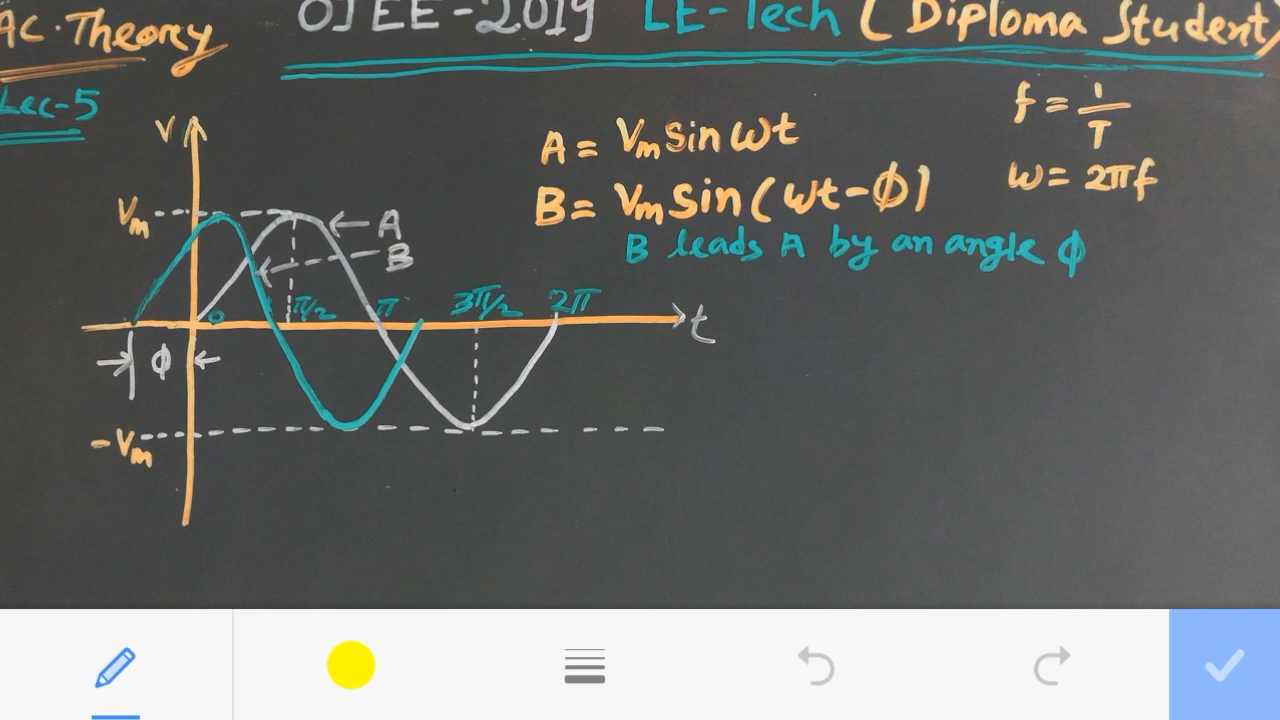 AC. Theory
OJEE-2019 LE-Tech ( Diploma Student)
Lec-5
f = 1/T
ω = 2πf
A = Vm sin ωt
B = Vm sin(ωt-ϕ)
B leads A by an angle ϕ
V
Vm
A
B
0 π/2 π 3π/2 2π
t
ϕ
-Vm